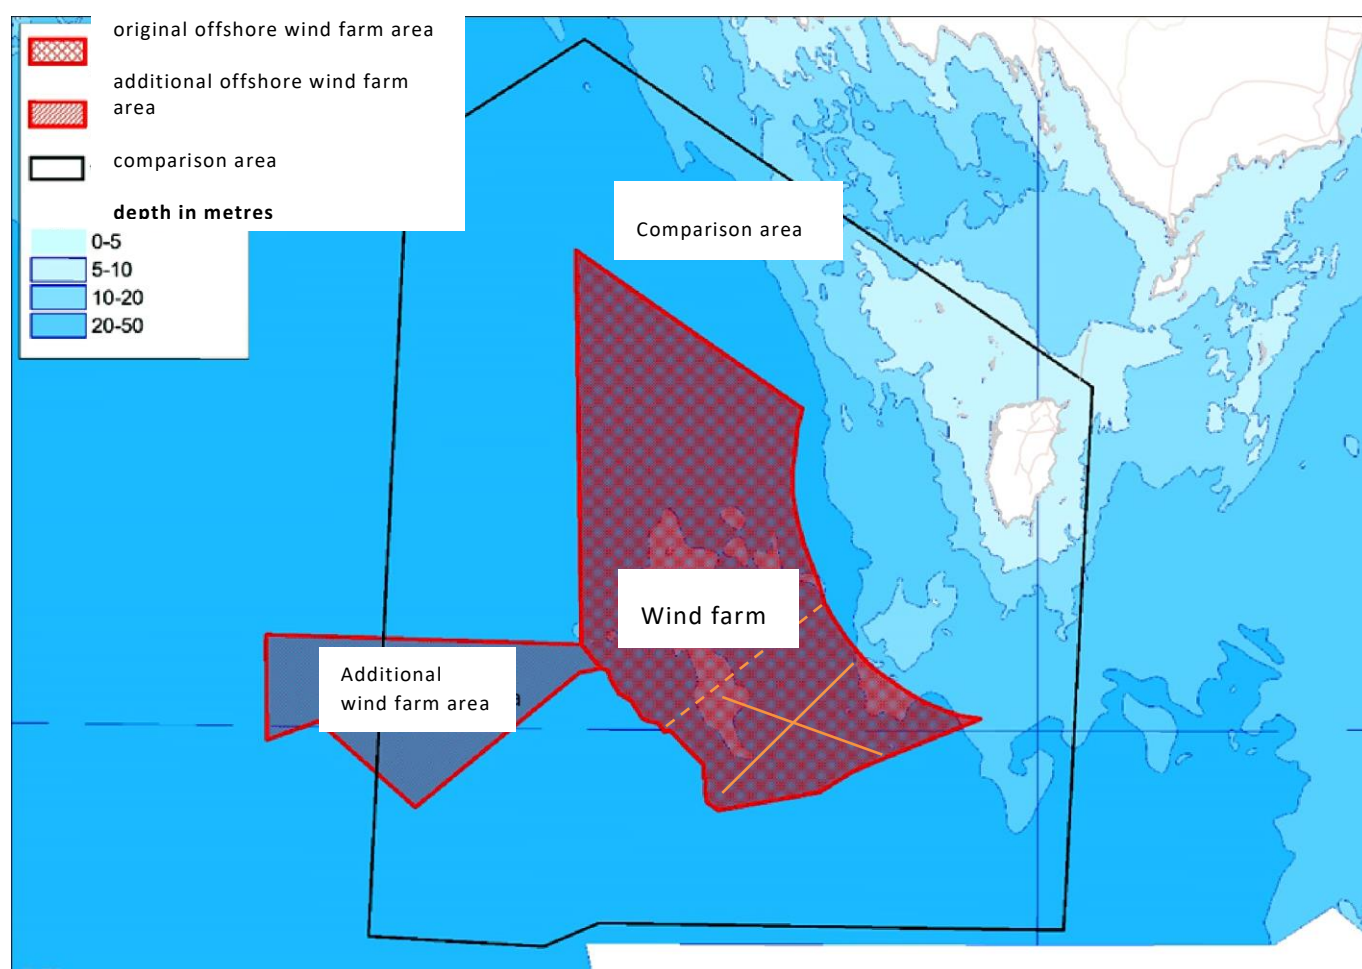 original offshore wind farm area
additional offshore wind farm
area
comparison area
depth in metres
0-5
5-10
10-20
20-50
Comparison area
Wind farm
Additional
wind farm area
a